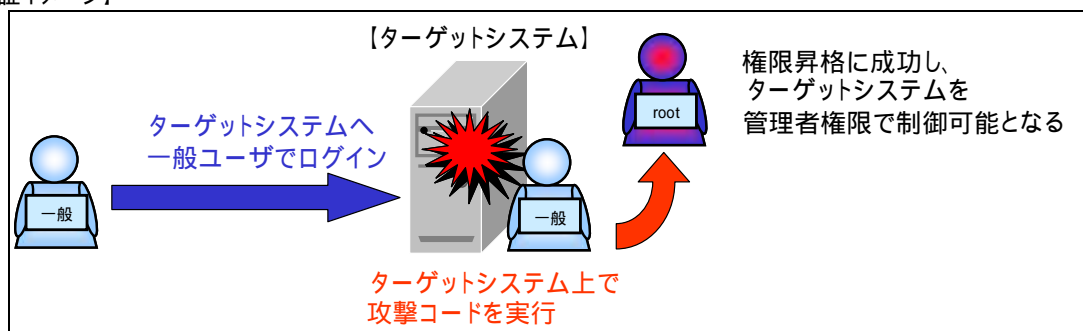 【ターゲットシステム】
権限昇格に成功し、
ターゲットシステムを
管理者権限で制御可能となる
root
ターゲットシステムへ
一般ユーザでログイン
一般
一般
ターゲットシステム上で
攻撃コードを実行